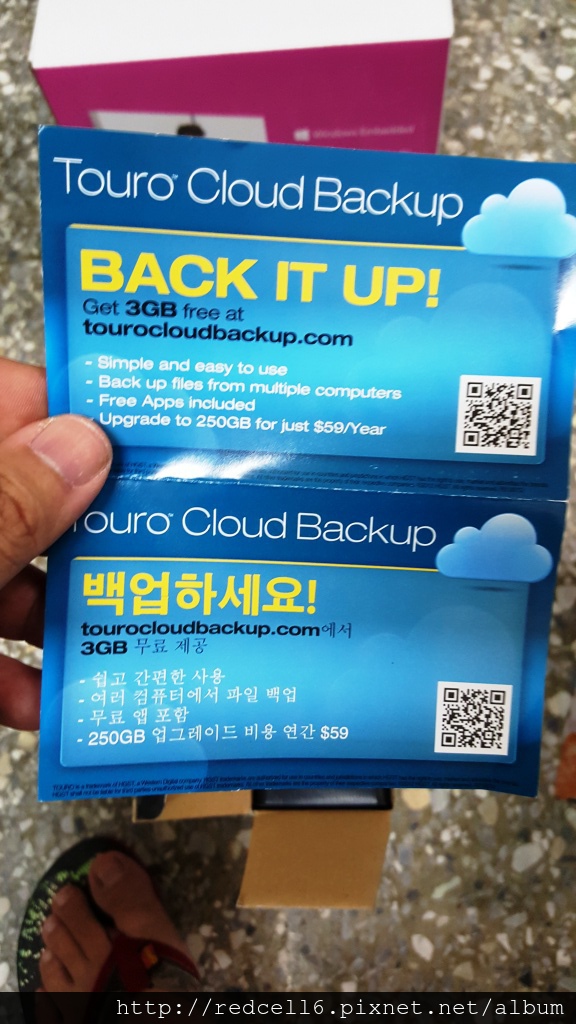 Windows Embedded
Touro™ Cloud Backup
BACK IT UP!
Get 3GB free at
tourocloudbackup.com
- Simple and easy to use
- Back up files from multiple computers
- Free Apps included
- Upgrade to 250GB for just $59/Year
Touro™ Cloud Backup
백업하세요!
tourocloudbackup.com에서
3GB 무료 제공
- 쉽고 간편한 사용
- 여러 컴퓨터에서 파일 백업
- 무료 앱 포함
- 250GB 업그레이드 비용 연간 $59
http://redcell6.pixnet.net/album